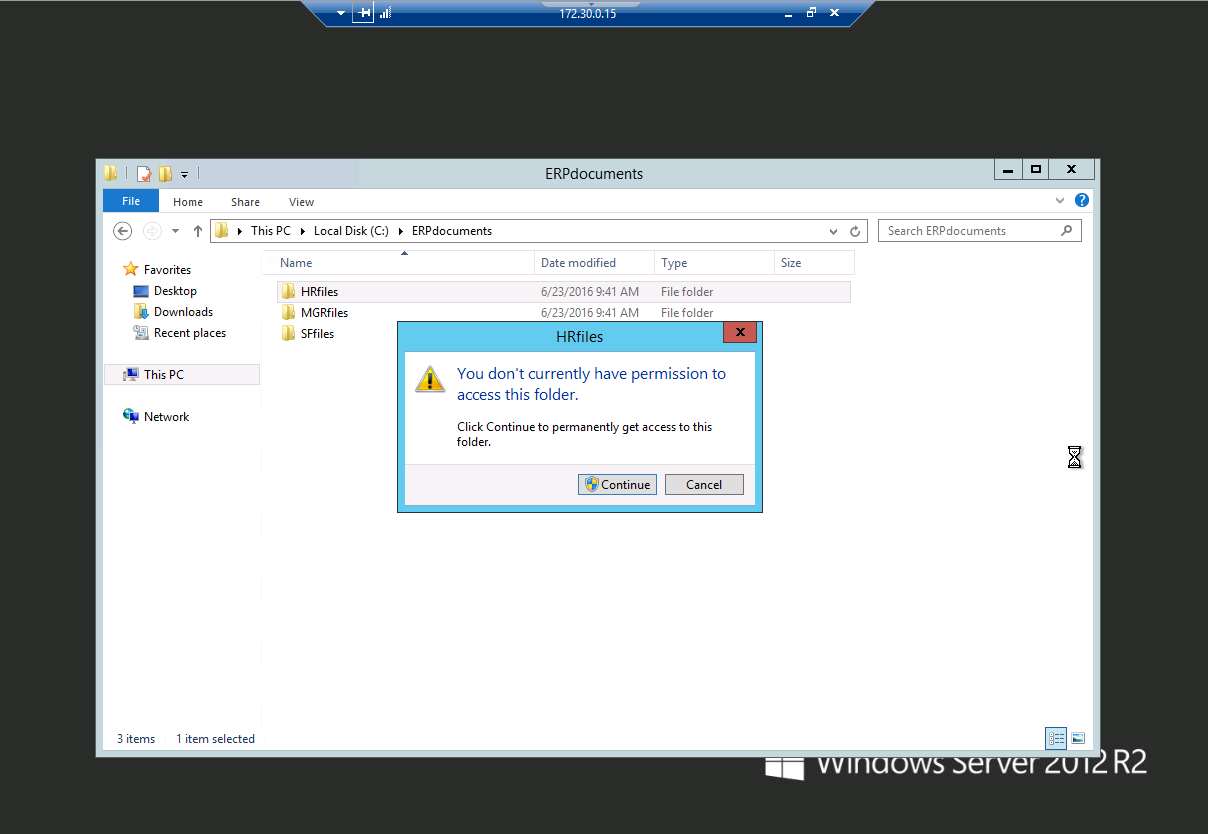 172.30.0.15
ERPdocuments
File Home Share View
This PC Local Disk (C:) ERPdocuments
Search ERPdocuments
Favorites
Desktop
Downloads
Recent places
This PC
Network
Name Date modified Type Size
HRfiles 6/23/2016 9:41 AM File folder
MGRfiles 6/23/2016 9:41 AM File folder
SFfiles
HRfiles
You don't currently have permission to
access this folder.
Click Continue to permanently get access to this
folder.
Continue Cancel
3 items 1 item selected
Windows Server 2012 R2